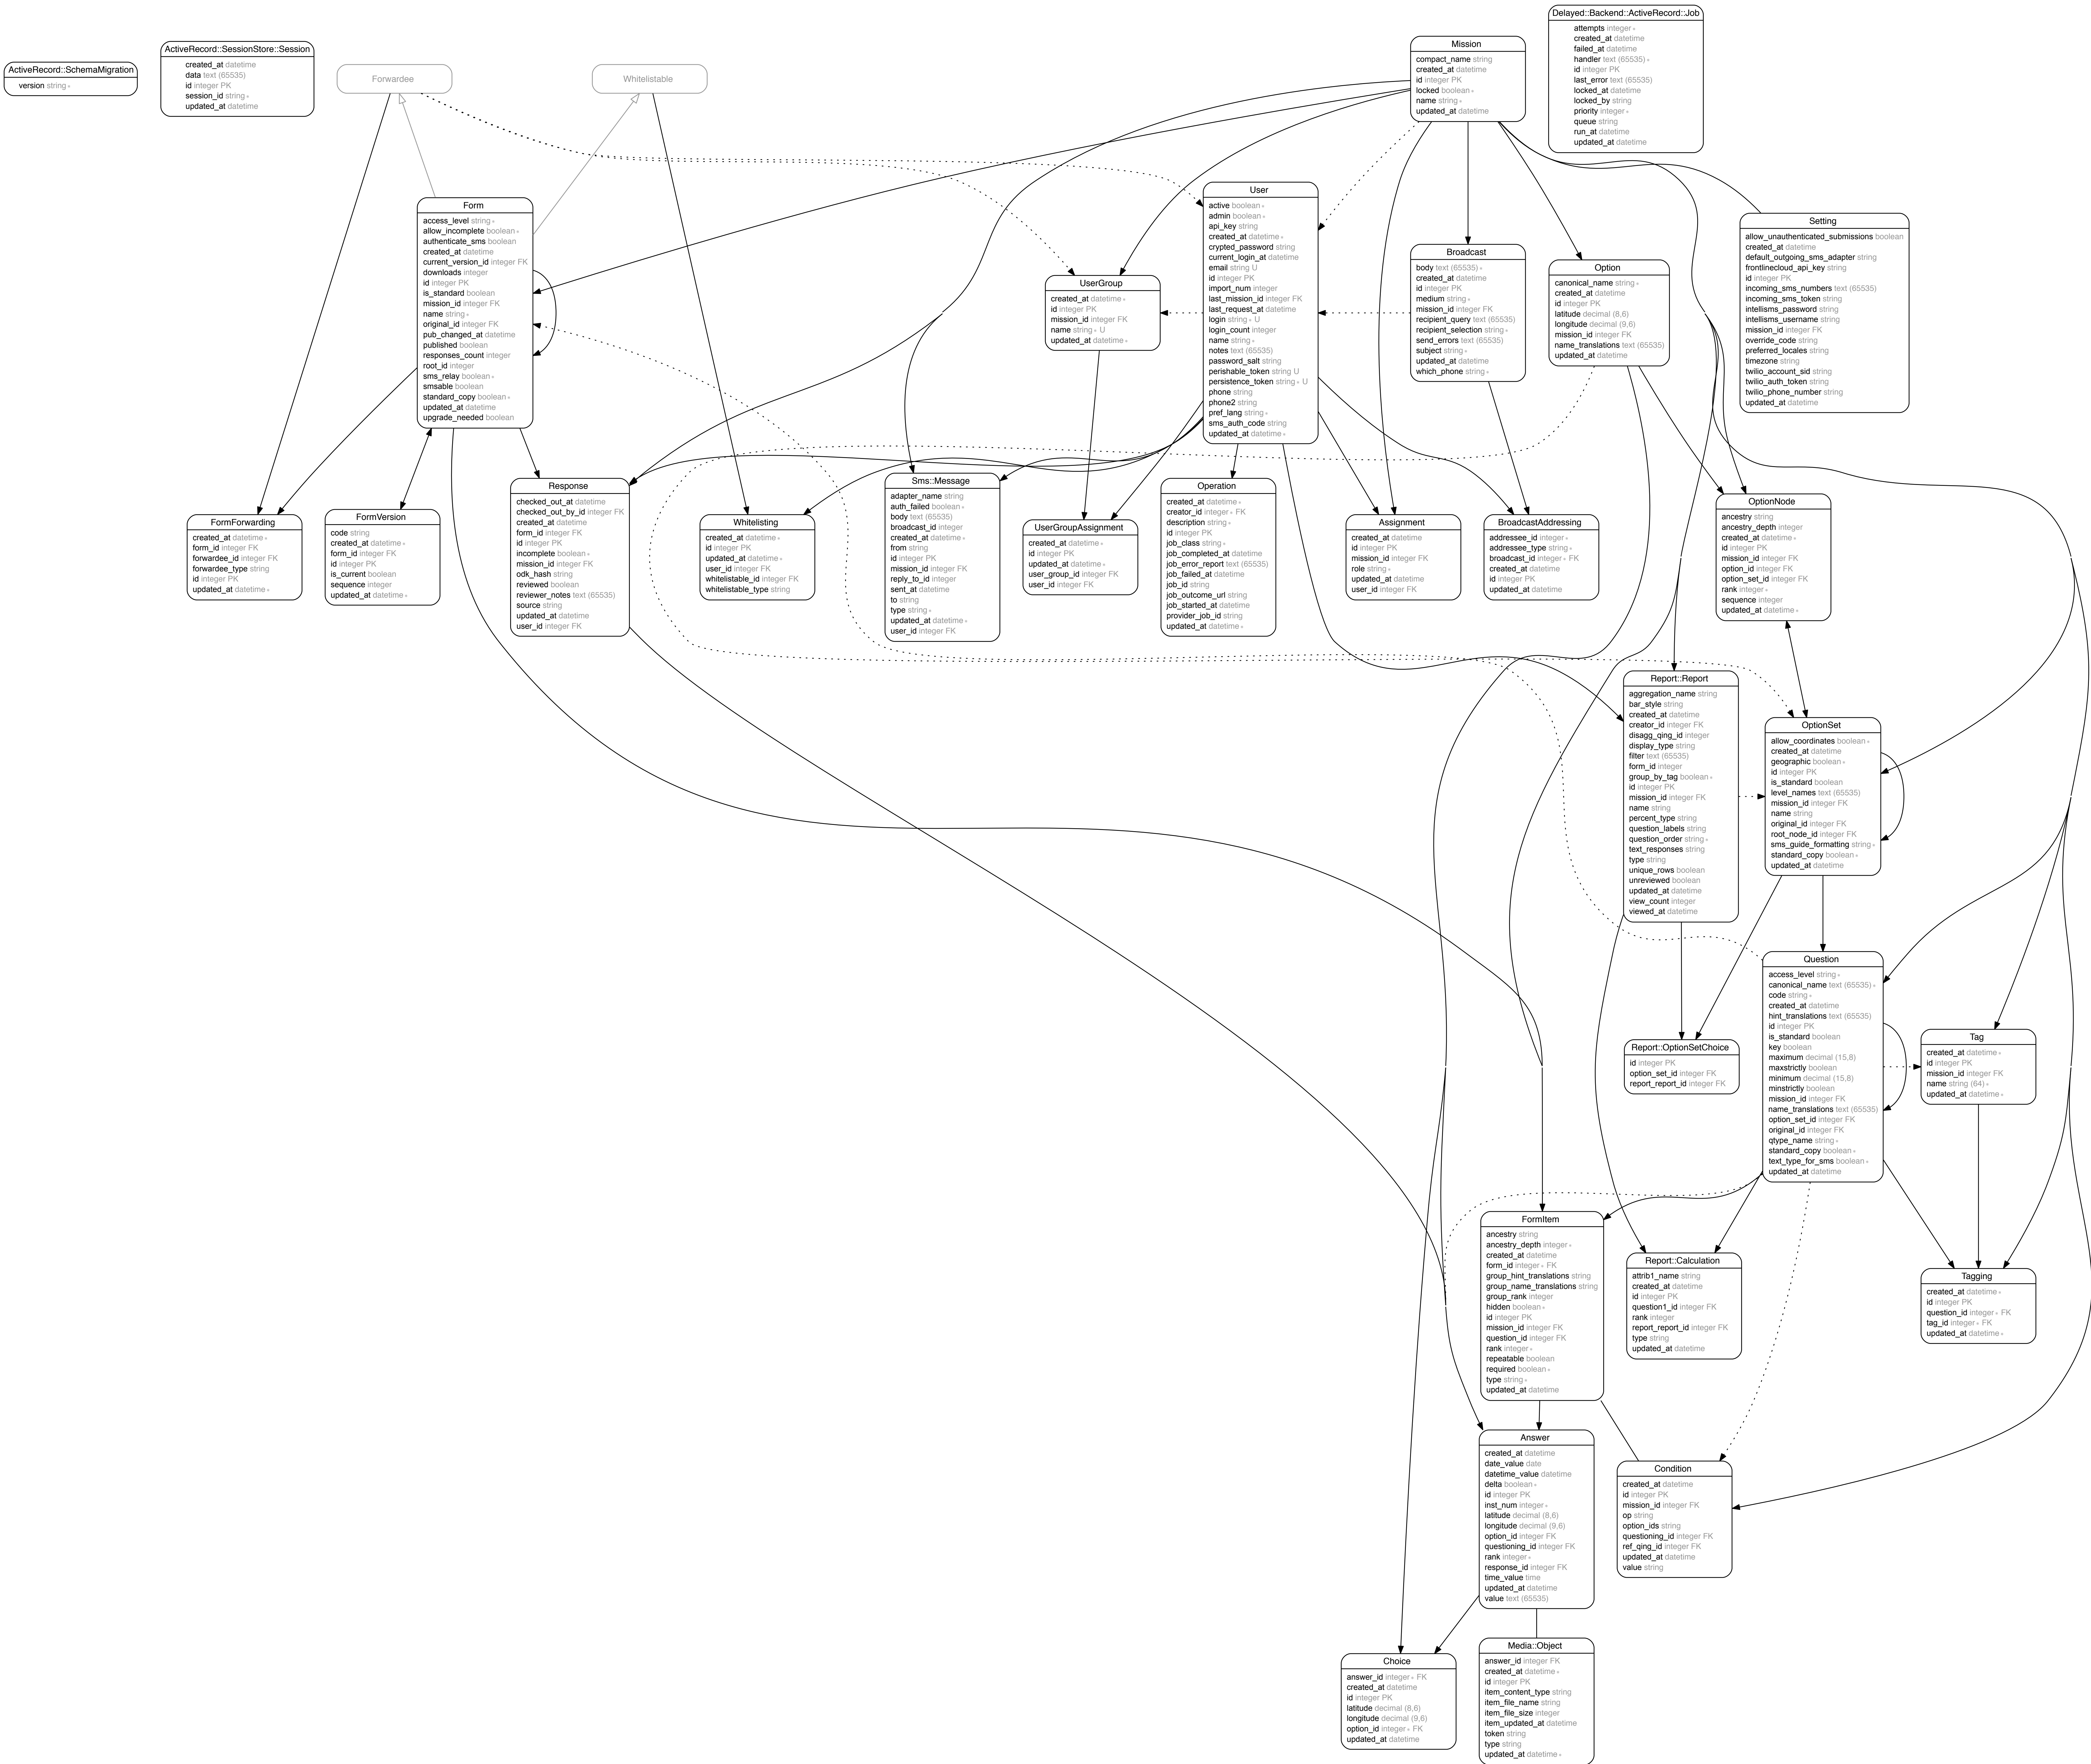 ActiveRecord::SchemaMigration
version string ∗
ActiveRecord::SessionStore::Session
created_at datetime
data text (65535)
id integer PK
session_id string ∗
updated_at datetime
Forwardee
Whitelistable
Mission
compact_name string
created_at datetime
id integer PK
locked boolean ∗
name string ∗
updated_at datetime
Delayed::Backend::ActiveRecord::Job
attempts integer ∗
created_at datetime
failed_at datetime
handler text (65535) ∗
id integer PK
last_error text (65535)
locked_at datetime
locked_by string
priority integer ∗
queue string
run_at datetime
updated_at datetime
Form
access_level string ∗
allow_incomplete boolean ∗
authenticate_sms boolean
created_at datetime
current_version_id integer FK
downloads integer
id integer PK
is_standard boolean
mission_id integer FK
name string ∗
original_id integer FK
pub_changed_at datetime
published boolean
responses_count integer
root_id integer
sms_relay boolean ∗
smsable boolean
standard_copy boolean ∗
updated_at datetime
upgrade_needed boolean
UserGroup
created_at datetime ∗
id integer PK
mission_id integer FK
name string ∗ U
updated_at datetime ∗
User
active boolean ∗
admin boolean ∗
api_key string
created_at datetime ∗
crypted_password string
current_login_at datetime
email string U
id integer PK
import_num integer
last_mission_id integer FK
last_request_at datetime
login string ∗ U
login_count integer
name string ∗
notes text (65535)
password_salt string
perishable_token string U
persistence_token string ∗ U
phone string
phone2 string
pref_lang string ∗
sms_auth_code string
updated_at datetime ∗
Broadcast
body text (65535) ∗
created_at datetime
id integer PK
medium string ∗
mission_id integer FK
recipient_query text (65535)
recipient_selection string ∗
send_errors text (65535)
subject string ∗
updated_at datetime
which_phone string ∗
Option
canonical_name string ∗
created_at datetime
id integer PK
latitude decimal (8,6)
longitude decimal (9,6)
mission_id integer FK
name_translations text (65535)
updated_at datetime
Setting
allow_unauthenticated_submissions boolean
created_at datetime
default_outgoing_sms_adapter string
frontlinecloud_api_key string
id integer PK
incoming_sms_numbers text (65535)
incoming_sms_token string
intellisms_password string
intellisms_username string
mission_id integer FK
override_code string
preferred_locales string
timezone string
twilio_account_sid string
twilio_auth_token string
twilio_phone_number string
updated_at datetime
FormForwarding
created_at datetime ∗
form_id integer FK
forwardee_id integer FK
forwardee_type string
id integer PK
updated_at datetime ∗
FormVersion
code string
created_at datetime ∗
form_id integer FK
id integer PK
is_current boolean
sequence integer
updated_at datetime ∗
Response
checked_out_at datetime
checked_out_by_id integer FK
created_at datetime
form_id integer FK
id integer PK
incomplete boolean ∗
mission_id integer FK
odk_hash string
reviewed boolean
reviewer_notes text (65535)
source string
updated_at datetime
user_id integer FK
Whitelisting
created_at datetime ∗
id integer PK
updated_at datetime ∗
user_id integer FK
whitelistable_id integer FK
whitelistable_type string
Sms::Message
adapter_name string
auth_failed boolean ∗
body text (65535)
broadcast_id integer
created_at datetime ∗
from string
id integer PK
mission_id integer FK
reply_to_id integer
sent_at datetime
to string
type string ∗
updated_at datetime ∗
user_id integer FK
UserGroupAssignment
created_at datetime ∗
id integer PK
updated_at datetime ∗
user_group_id integer FK
user_id integer FK
Operation
created_at datetime ∗
creator_id integer ∗ FK
description string ∗
id integer PK
job_class string ∗
job_completed_at datetime
job_error_report text (65535)
job_failed_at datetime
job_id string
job_outcome_url string
job_started_at datetime
provider_job_id string
updated_at datetime ∗
Assignment
created_at datetime
id integer PK
mission_id integer FK
role string ∗
updated_at datetime
user_id integer FK
BroadcastAddressing
addressee_id integer ∗
addressee_type string ∗
broadcast_id integer ∗ FK
created_at datetime
id integer PK
updated_at datetime
OptionNode
ancestry string
ancestry_depth integer
created_at datetime ∗
id integer PK
mission_id integer FK
option_id integer FK
option_set_id integer FK
rank integer ∗
sequence integer
updated_at datetime ∗
Report::Report
aggregation_name string
bar_style string
created_at datetime
creator_id integer FK
disagg_qing_id integer
display_type string
filter text (65535)
form_id integer
group_by_tag boolean ∗
id integer PK
mission_id integer FK
name string
percent_type string
question_labels string
question_order string ∗
text_responses string
type string
unique_rows boolean
unreviewed boolean
updated_at datetime
view_count integer
viewed_at datetime
OptionSet
allow_coordinates boolean ∗
created_at datetime
geographic boolean ∗
id integer PK
is_standard boolean
level_names text (65535)
mission_id integer FK
name string
original_id integer FK
root_node_id integer FK
sms_guide_formatting string ∗
standard_copy boolean ∗
updated_at datetime
Question
access_level string ∗
canonical_name text (65535) ∗
code string ∗
created_at datetime
hint_translations text (65535)
id integer PK
is_standard boolean
key boolean
maximum decimal (15,8)
maxstrictly boolean
minimum decimal (15,8)
minstrictly boolean
mission_id integer FK
name_translations text (65535)
option_set_id integer FK
original_id integer FK
qtype_name string ∗
standard_copy boolean ∗
text_type_for_sms boolean ∗
updated_at datetime
Report::OptionSetChoice
id integer PK
option_set_id integer FK
report_report_id integer FK
Tag
created_at datetime ∗
id integer PK
mission_id integer FK
name string (64) ∗
updated_at datetime ∗
FormItem
ancestry string
ancestry_depth integer ∗
created_at datetime
form_id integer ∗ FK
group_hint_translations string
group_name_translations string
group_rank integer
hidden boolean ∗
id integer PK
mission_id integer FK
question_id integer FK
rank integer ∗
repeatable boolean
required boolean ∗
type string ∗
updated_at datetime
Report::Calculation
attrib1_name string
created_at datetime
id integer PK
question1_id integer FK
rank integer
report_report_id integer FK
type string
updated_at datetime
Tagging
created_at datetime ∗
id integer PK
question_id integer ∗ FK
tag_id integer ∗ FK
updated_at datetime ∗
Answer
created_at datetime
date_value date
datetime_value datetime
delta boolean ∗
id integer PK
inst_num integer ∗
latitude decimal (8,6)
longitude decimal (9,6)
option_id integer FK
questioning_id integer FK
rank integer ∗
response_id integer FK
time_value time
updated_at datetime
value text (65535)
Condition
created_at datetime
id integer PK
mission_id integer FK
op string
option_ids string
questioning_id integer FK
ref_qing_id integer FK
updated_at datetime
value string
Choice
answer_id integer ∗ FK
created_at datetime
id integer PK
latitude decimal (8,6)
longitude decimal (9,6)
option_id integer ∗ FK
updated_at datetime
Media::Object
answer_id integer FK
created_at datetime ∗
id integer PK
item_content_type string
item_file_name string
item_file_size integer
item_updated_at datetime
token string
type string
updated_at datetime ∗